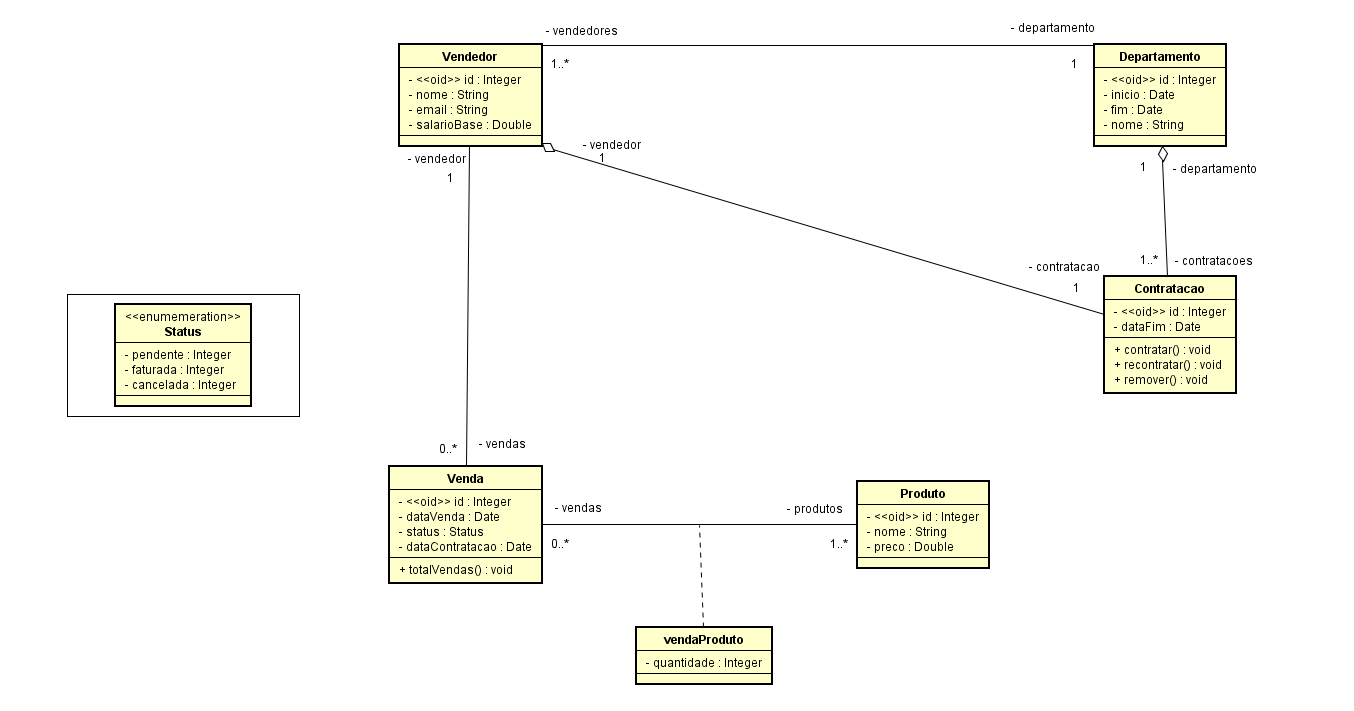 - vendedores
- departamento
1..*
1
Vendedor
- <<oid>> id : Integer
- nome : String
- email : String
- salarioBase : Double
Departamento
- <<oid>> id : Integer
- inicio : Date
- fim : Date
- nome : String
- vendedor
1
- vendedor
1
1
- departamento
- contratacao
1
1..*
- contratacoes
Contratacao
- <<oid>> id : Integer
- dataFim : Date
+ contratar() : void
+ recontratar() : void
+ remover() : void
<<enumemeration>>
Status
- pendente : Integer
- faturada : Integer
- cancelada : Integer
0..*
- vendas
Venda
- <<oid>> id : Integer
- dataVenda : Date
- status : Status
- dataContratacao : Date
+ totalVendas() : void
- vendas
0..*
- produtos
1..*
Produto
- <<oid>> id : Integer
- nome : String
- preco : Double
vendaProduto
- quantidade : Integer